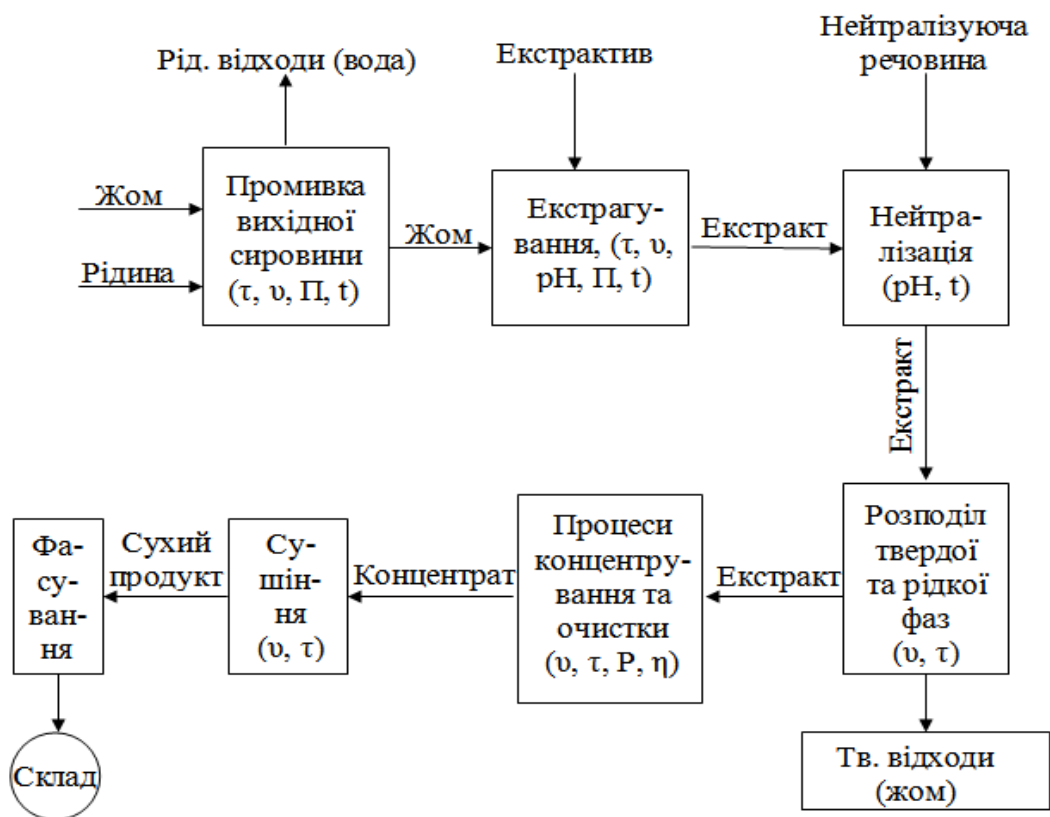 Рід. відходи (вода)
Екстрактив
Нейтралізуюча
речовина
Жом
Рідина
Промивка
вихідної
сировини
(τ, υ, П, t)
Жом
Екстрагу-
вання, (τ, υ,
pH, П, t)
Екстракт
Нейтра-
лізація
(pH, t)
Екстракт
Розподіл
твердої
та рідкої
фаз
(υ, τ)
Екстракт
Процеси
концентру-
вання та
очистки
(υ, τ, P, η)
Концентрат
Су-
шін-
ня
(υ, τ)
Сухий
продукт
Фа-
су-
ван-
ня
Склад
Тв. відходи
(жом)